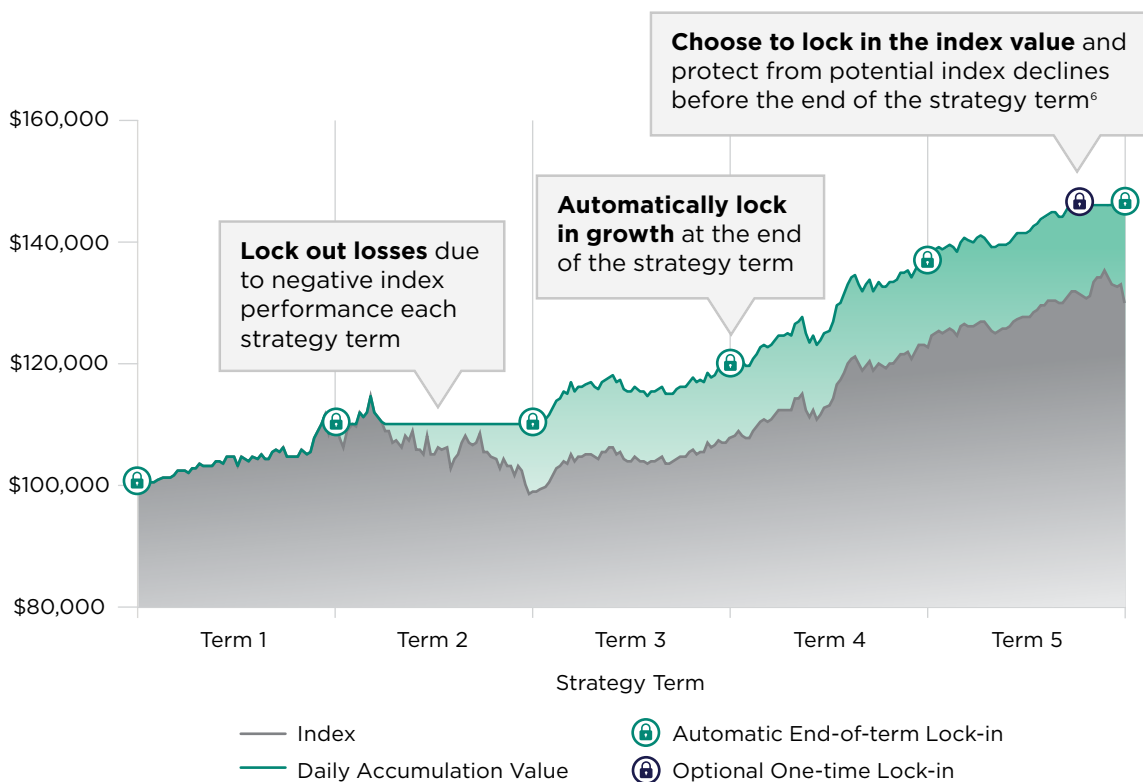 Choose to lock in the index value and
protect from potential index declines
before the end of the strategy term⁶
$160,000
Automatically lock
in growth at the end
of the strategy term
Lock out losses due
to negative index
performance each
strategy term
$140,000
$120,000
$100,000
$80,000
Term 1
Term 2
Term 3
Term 4
Term 5
Strategy Term
Index
Automatic End-of-term Lock-in
Daily Accumulation Value
Optional One-time Lock-in